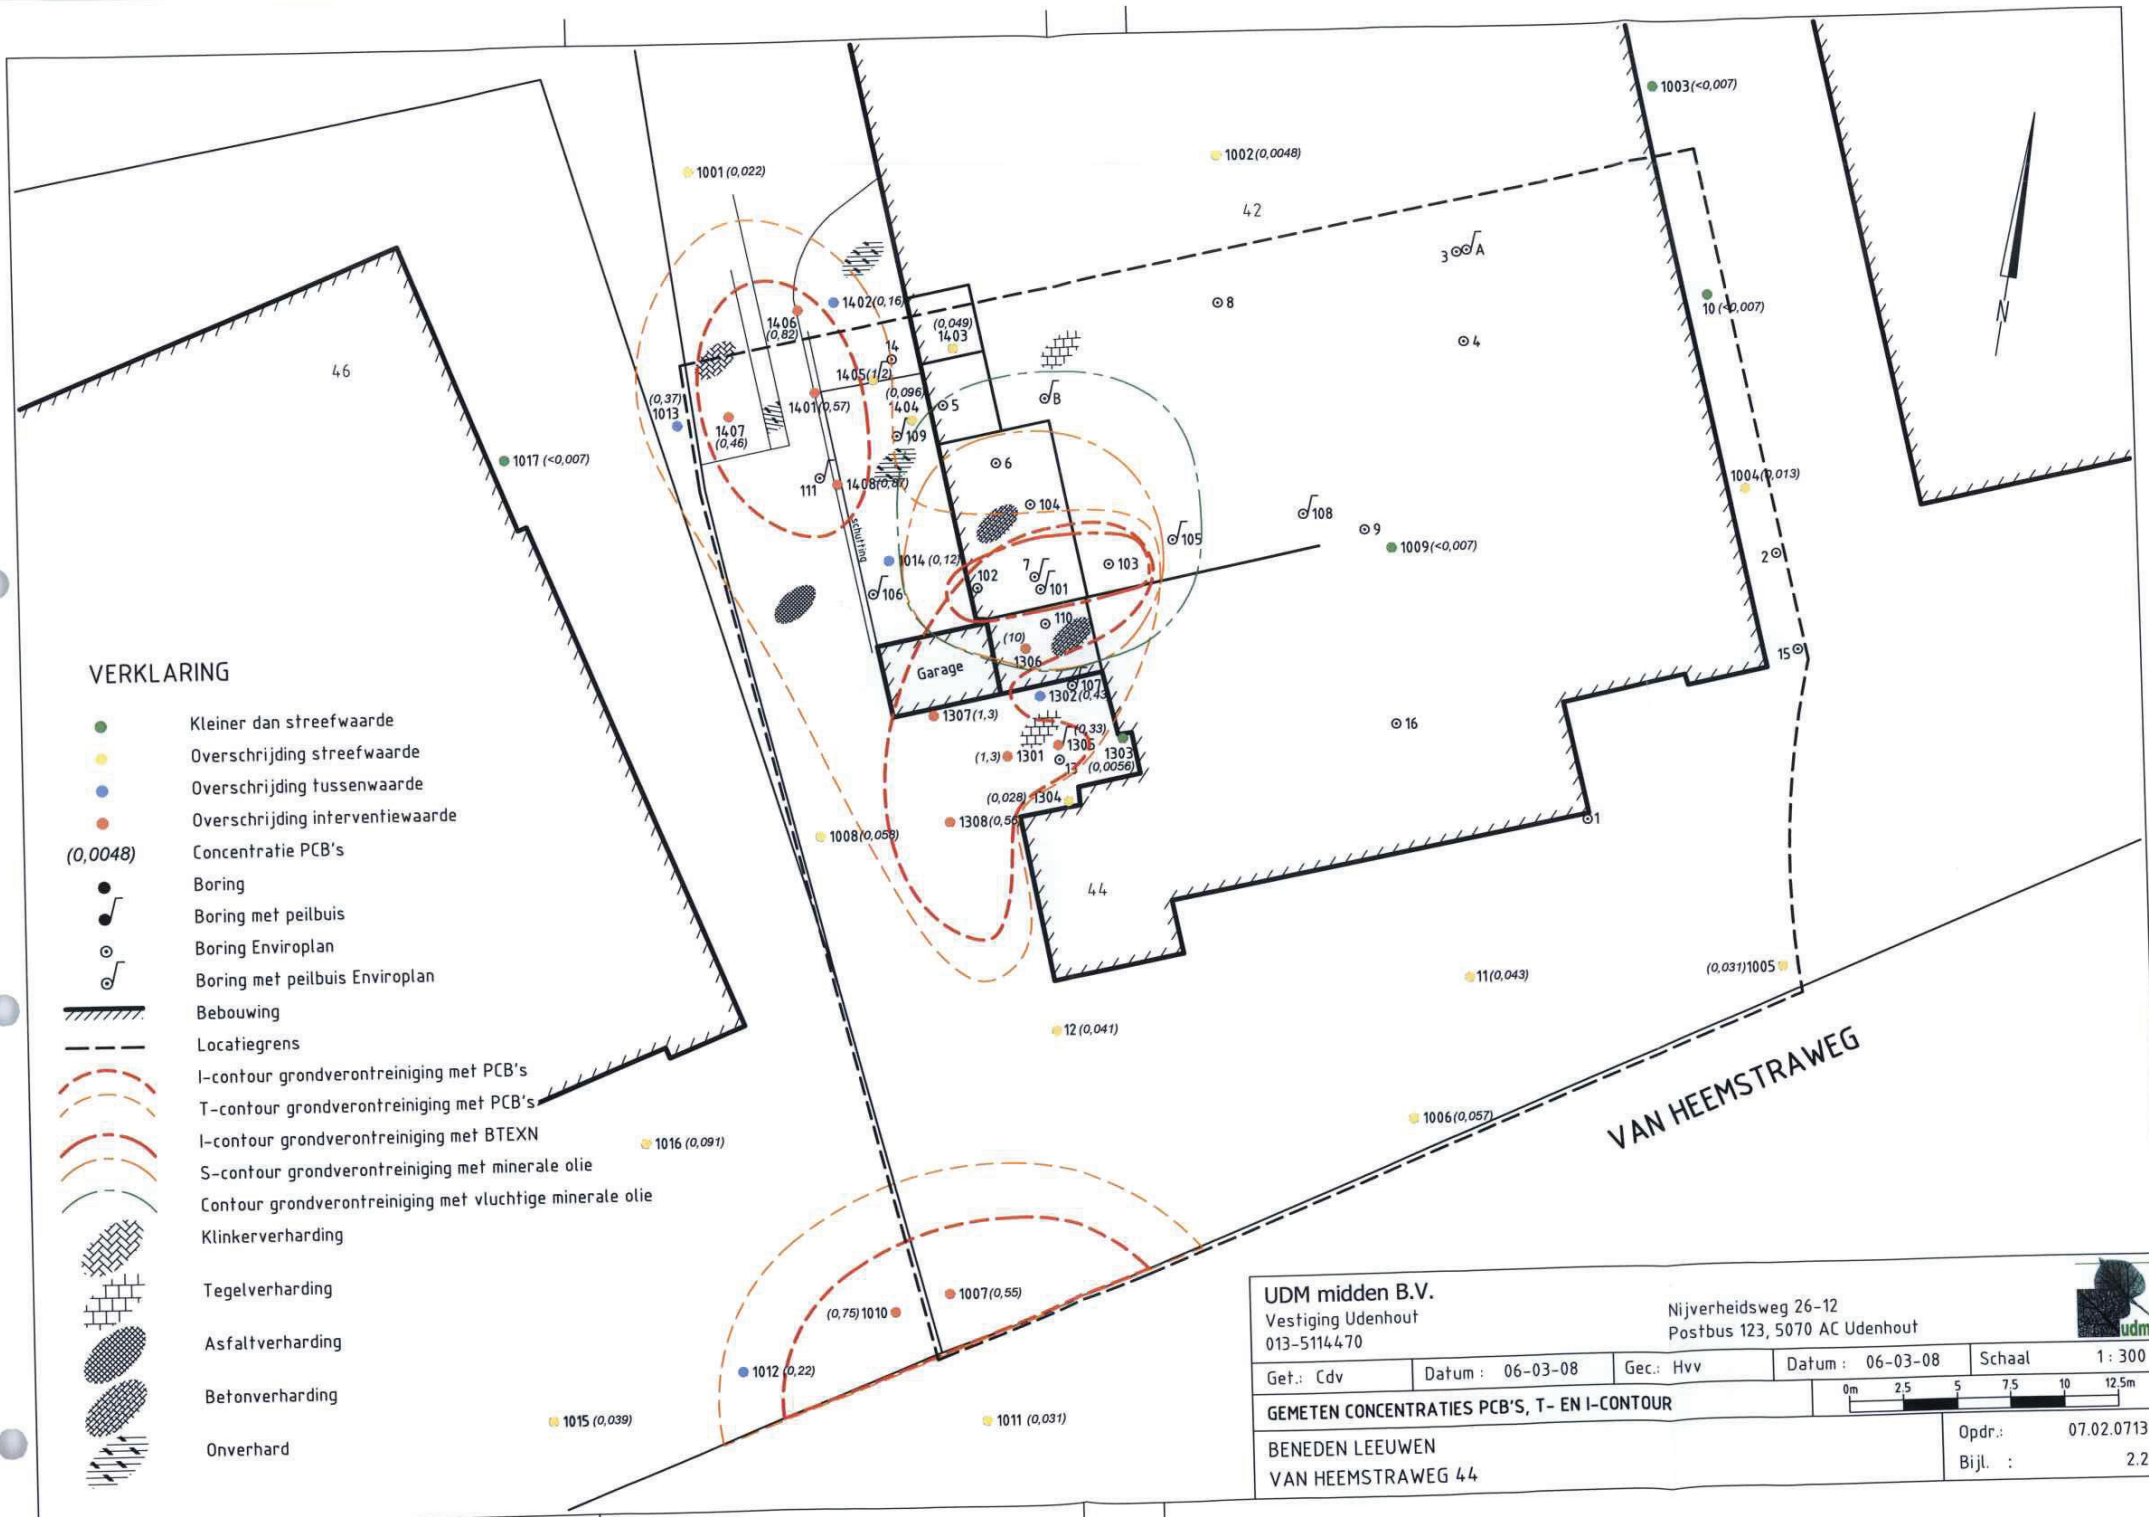 1003 (<0,007)
1002 (0,0048)
1001 (0,022)
42
3
A
8
10 (<0,007)
N
4
1402 (0,16)
1406
(0,82)
(0,049)
1403
14
1405 (1,2)
(0,096)
1404
5
B
46
(0,37)
1013
1401 (0,57)
1407
(0,46)
109
6
1017 (<0,007)
1004 (0,013)
111
1408 (0,87)
104
108
9
105
1009 (<0,007)
2
schutting
1014 (0,12)
102
7
103
101
106
110
(10)
1306
15
Garage
107
1302 (0,43
1307 (1,3)
16
(0,33)
1305
(1,3) 1301
1303
13
(0,0056)
(0,028) 1304
1308 (0,56
1008 (0,058)
1
44
11 (0,043)
(0,031) 1005
12 (0,041)
1006 (0,057)
VAN HEEMSTRAWEG
1016 (0,091)
1007 (0,55)
(0,75) 1010
1012 (0,22)
1015 (0,039)
1011 (0,031)
VERKLARING
Kleiner dan streefwaarde
Overschrijding streefwaarde
Overschrijding tussenwaarde
Overschrijding interventiewaarde
(0,0048) Concentratie PCB's
Boring
Boring met peilbuis
Boring Enviroplan
Boring met peilbuis Enviroplan
Bebouwing
Locatiegrens
I-contour grondverontreiniging met PCB's
T-contour grondverontreiniging met PCB's
I-contour grondverontreiniging met BTEXN
S-contour grondverontreiniging met minerale olie
Contour grondverontreiniging met vluchtige minerale olie
Klinkerverharding
Tegelverharding
Asfaltverharding
Betonverharding
Onverhard
UDM midden B.V.
Vestiging Udenhout
013-5114470
Nijverheidsweg 26-12
Postbus 123, 5070 AC Udenhout
udm
Get.: Cdv Datum : 06-03-08 Gec.: Hvv Datum : 06-03-08 Schaal 1 : 300
0m 2.5 5 7.5 10 12.5m
GEMETEN CONCENTRATIES PCB'S, T- EN I-CONTOUR
BENEDEN LEEUWEN
VAN HEEMSTRAWEG 44
Opdr.: 07.02.0713
Bijl. : 2.2